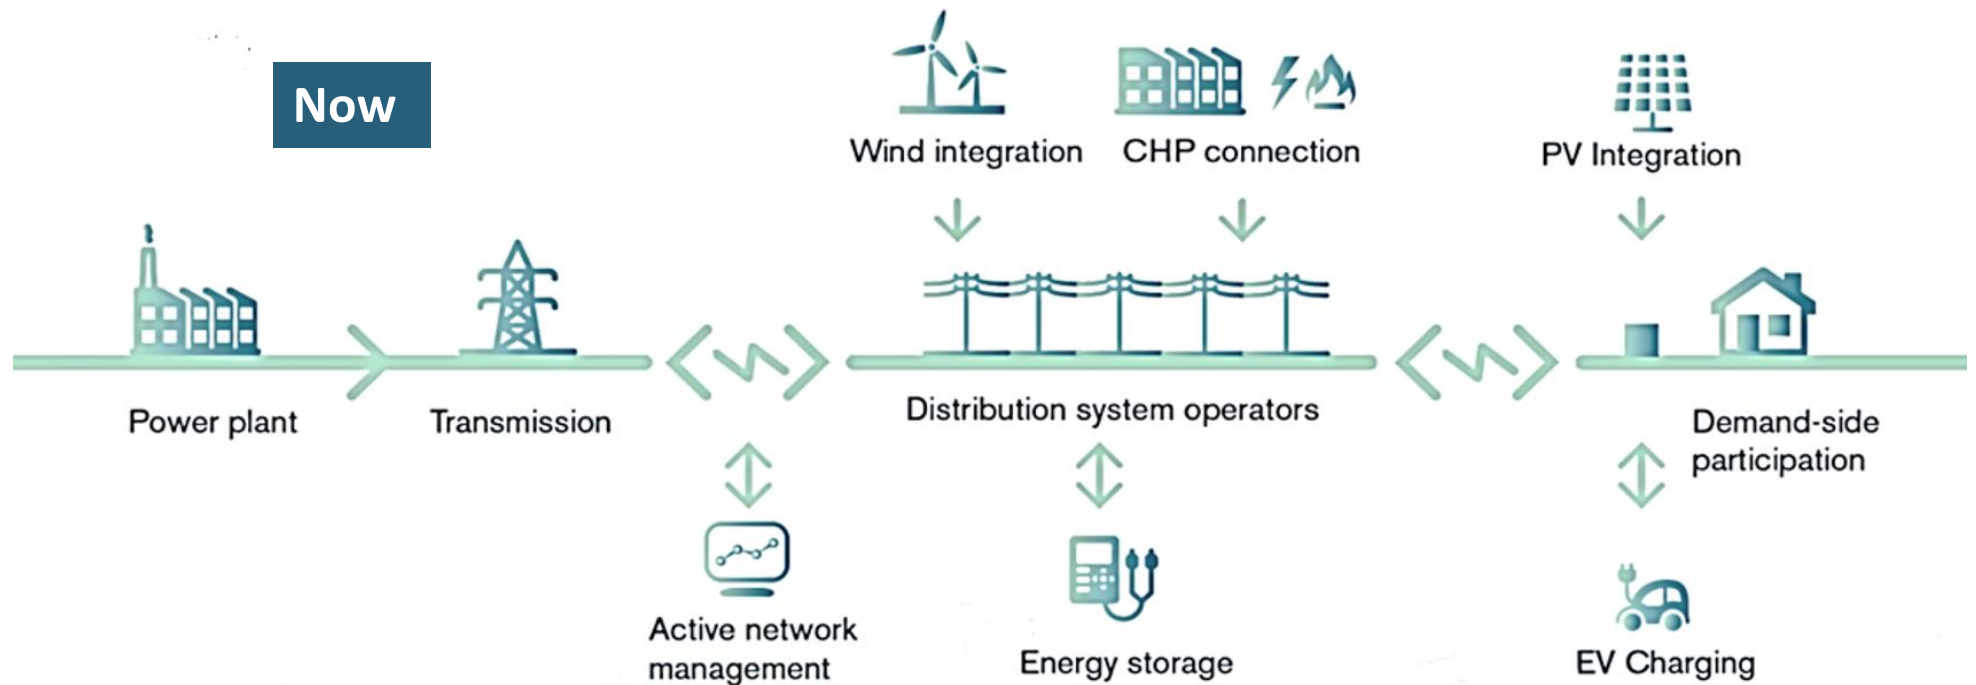 Now
Wind integration
CHP connection
PV Integration
Power plant
Transmission
Distribution system operators
Demand-side
participation
Active network
management
Energy storage
EV Charging